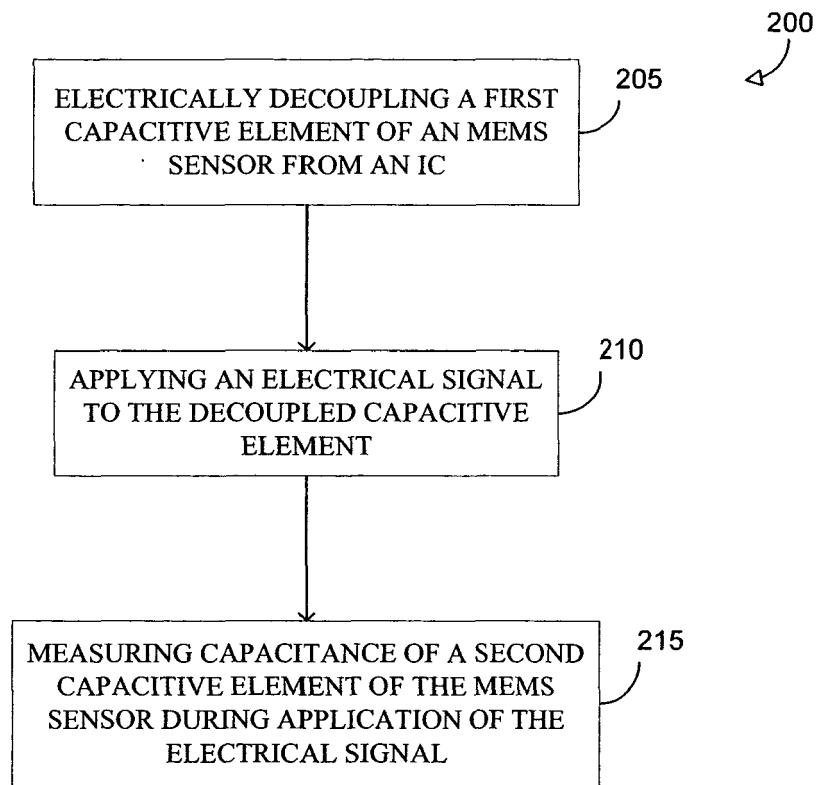 200
ELECTRICALLY DECOUPLING A FIRST
CAPACITIVE ELEMENT OF AN MEMS
SENSOR FROM AN IC
205
APPLYING AN ELECTRICAL SIGNAL
TO THE DECOUPLED CAPACITIVE
ELEMENT
210
MEASURING CAPACITANCE OF A SECOND
CAPACITIVE ELEMENT OF THE MEMS
SENSOR DURING APPLICATION OF THE
ELECTRICAL SIGNAL
215